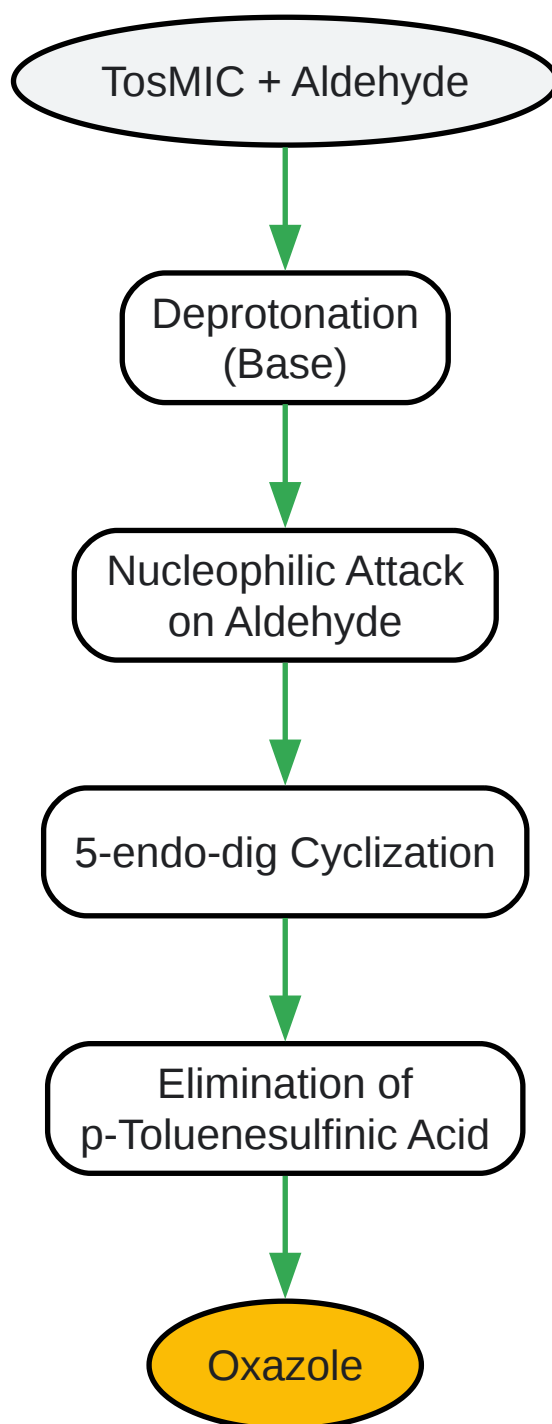 TosMIC + Aldehyde
Deprotonation
(Base)
Nucleophilic Attack
on Aldehyde
5-endo-dig Cyclization
Elimination of
p-Toluenesulfinic Acid
Oxazole